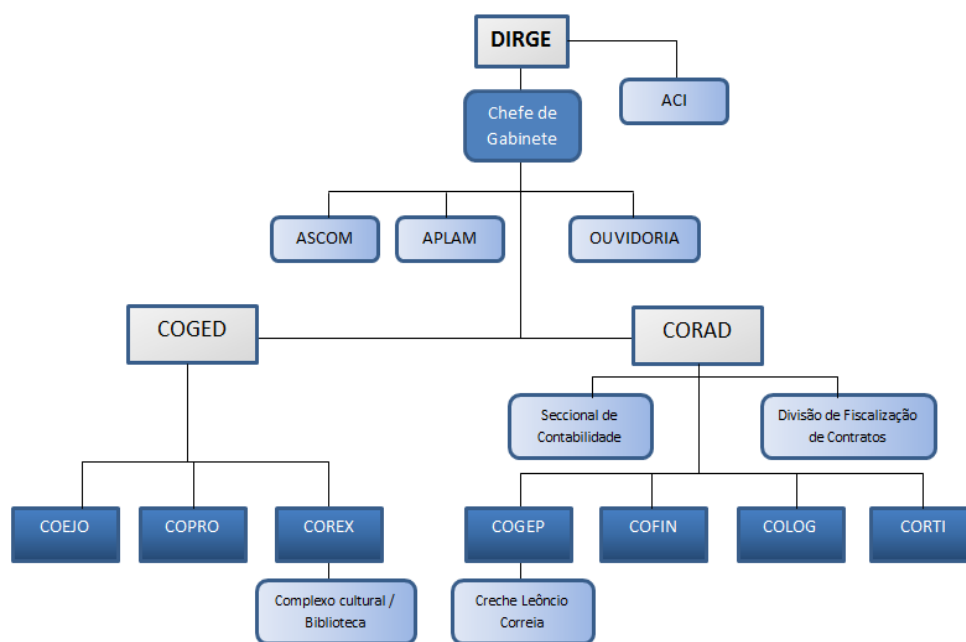 DIRGE
ACI
Chefe de
Gabinete
ASCOM
APLAM
OUVIDORIA
COGED
CORAD
Seccional de
Contabilidade
Divisão de Fiscalização
de Contratos
COEJO
COPRO
COREX
COGEP
COFIN
COLOG
CORTI
Complexo cultural /
Biblioteca
Creche Leôncio
Correia